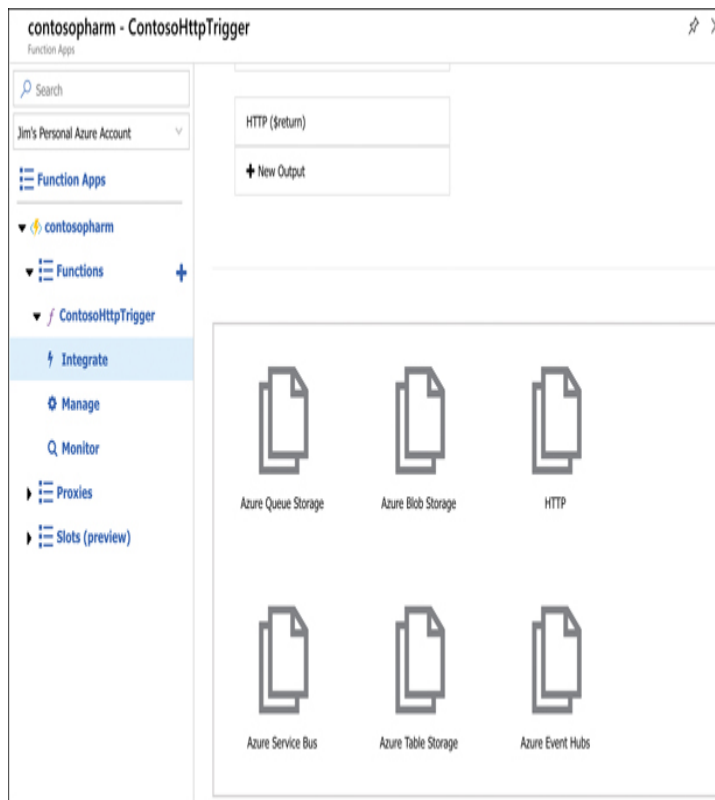 contosopharm - ContosoHttpTrigger
Function Apps
Search
Jim's Personal Azure Account
Function Apps
contosopharm
Functions
ContosoHttpTrigger
Integrate
Manage
Monitor
Proxies
Slots (preview)
HTTP ($return)
New Output
Azure Queue Storage
Azure Blob Storage
HTTP
Azure Service Bus
Azure Table Storage
Azure Event Hubs